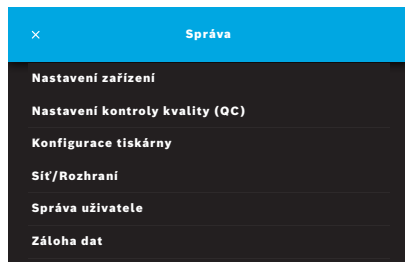 × Správa
Nastavení zařízení
Nastavení kontroly kvality (QC)
Konfigurace tiskárny
Síť/Rozhraní
Správa uživatele
Záloha dat